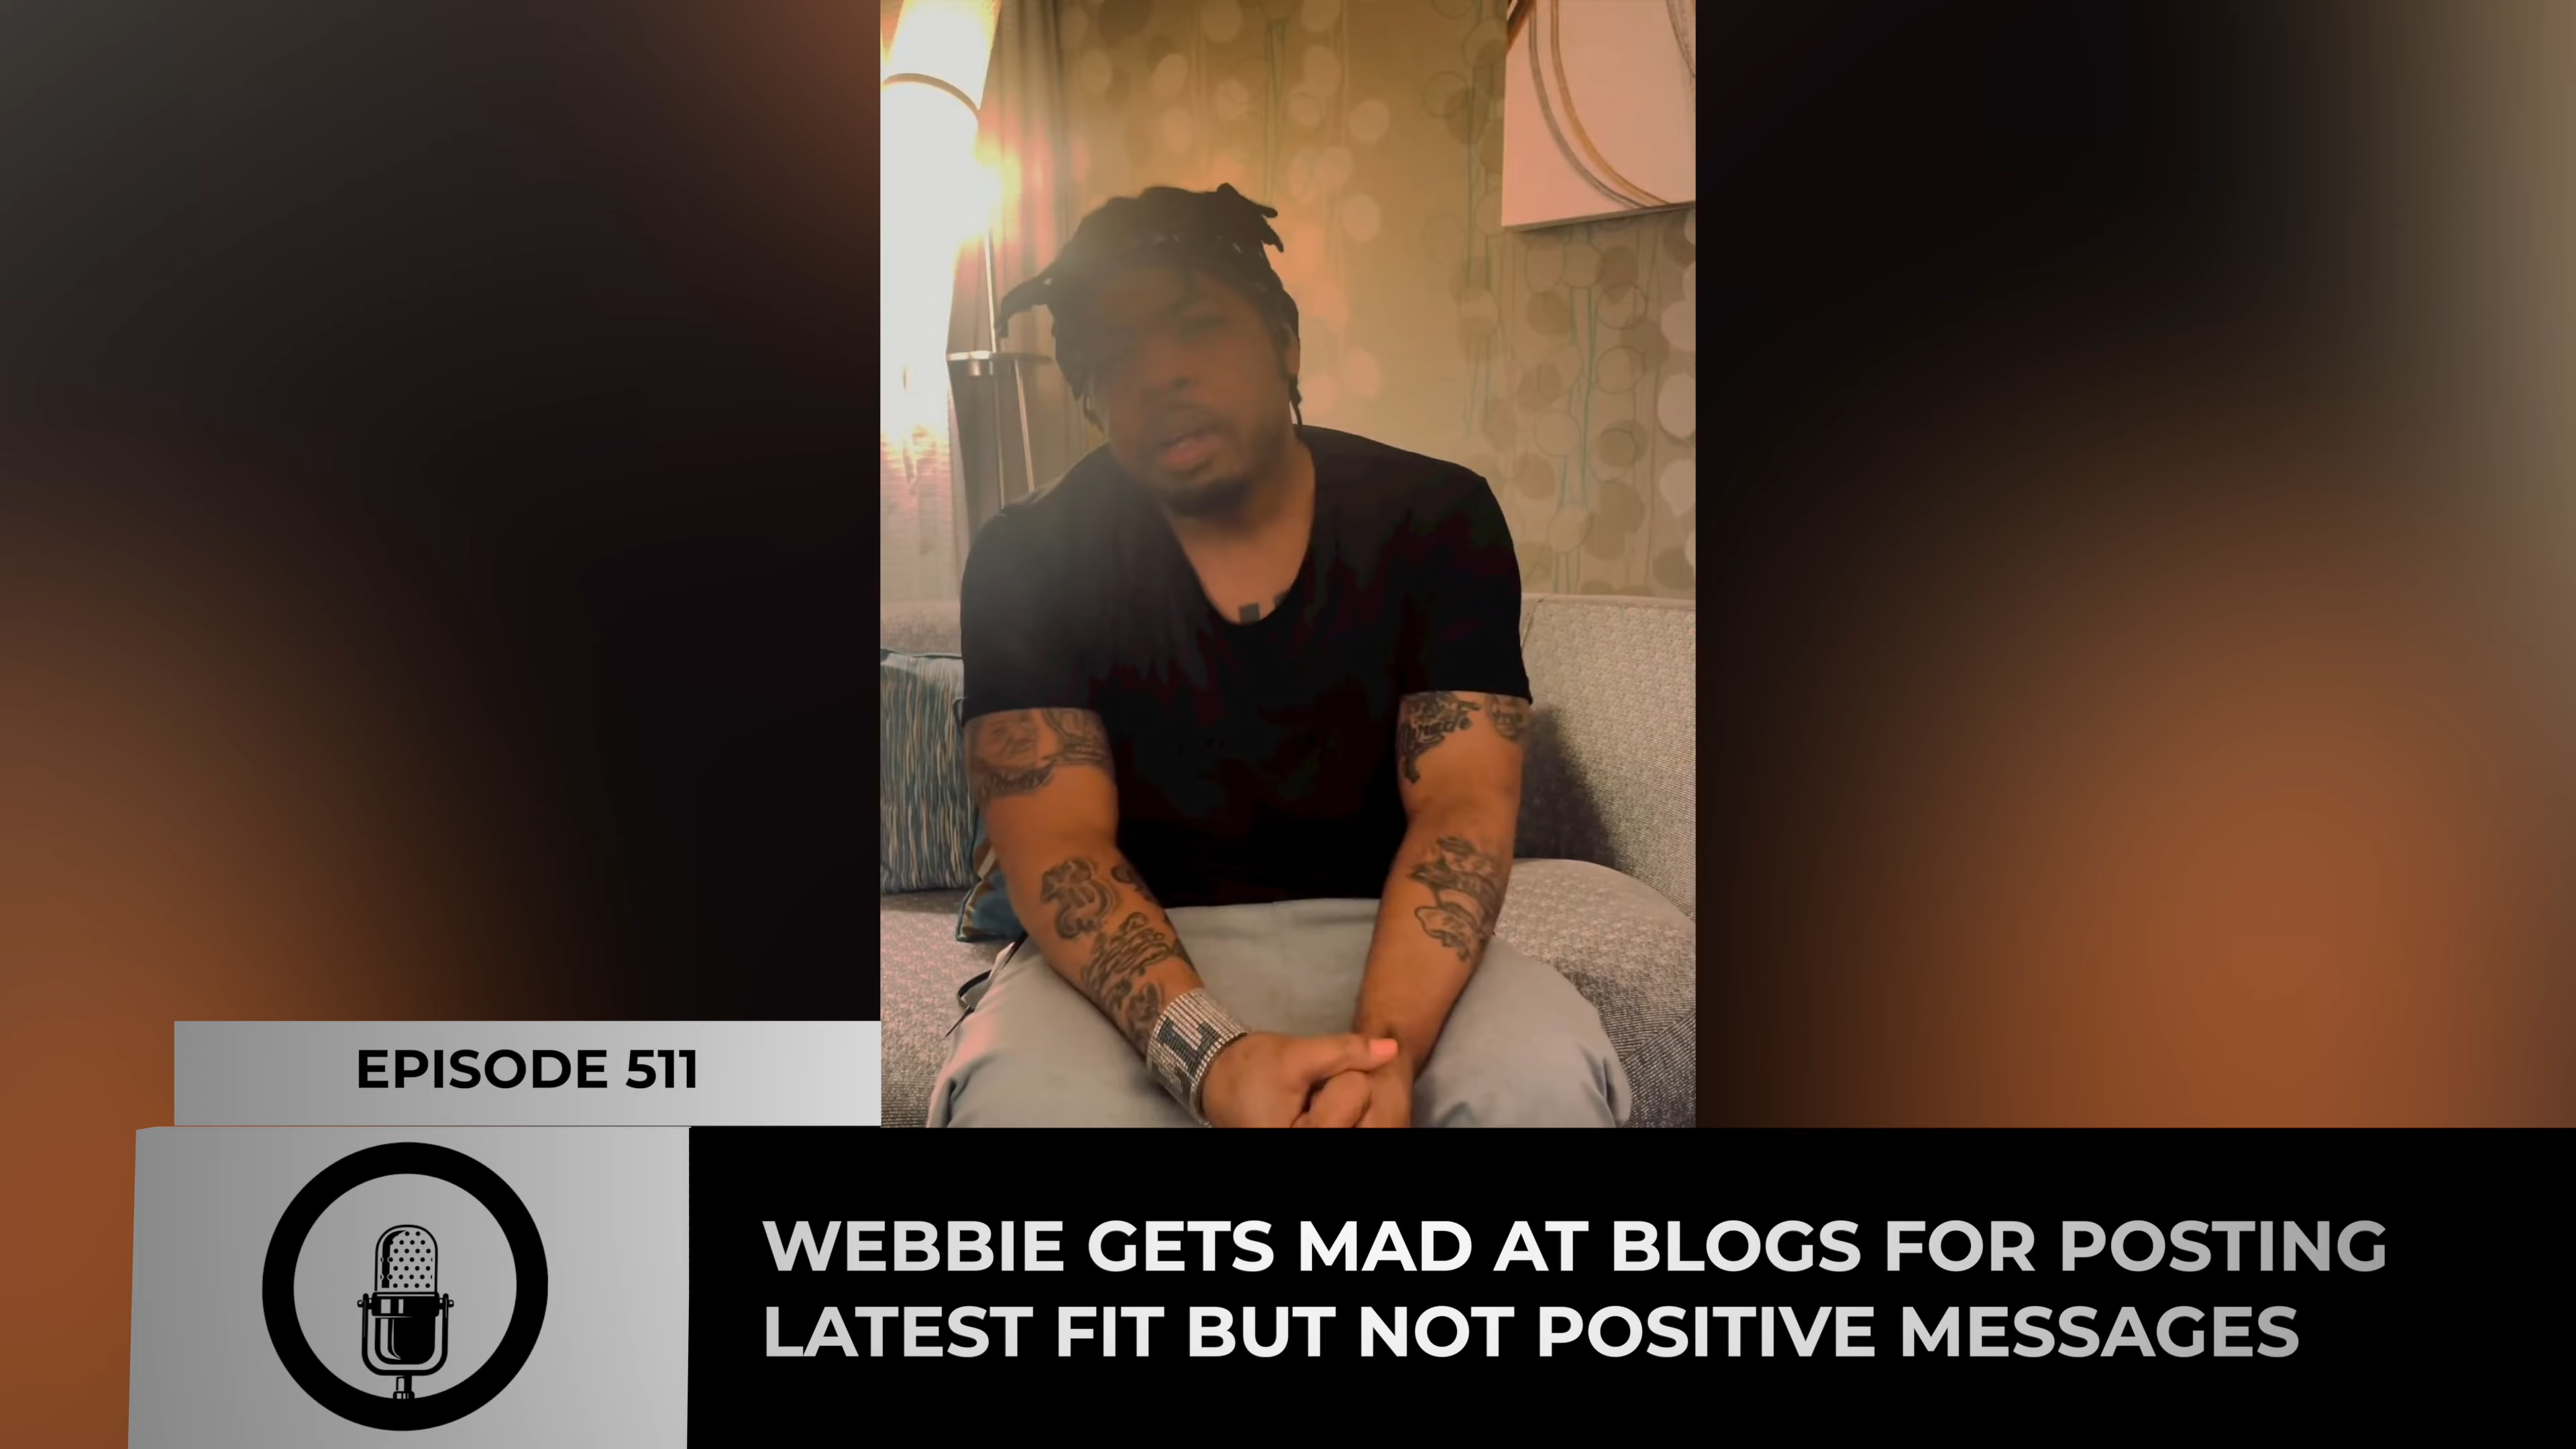 EPISODE 511
WEBBIE GETS MAD AT BLOGS FOR POSTING
LATEST FIT BUT NOT POSITIVE MESSAGES